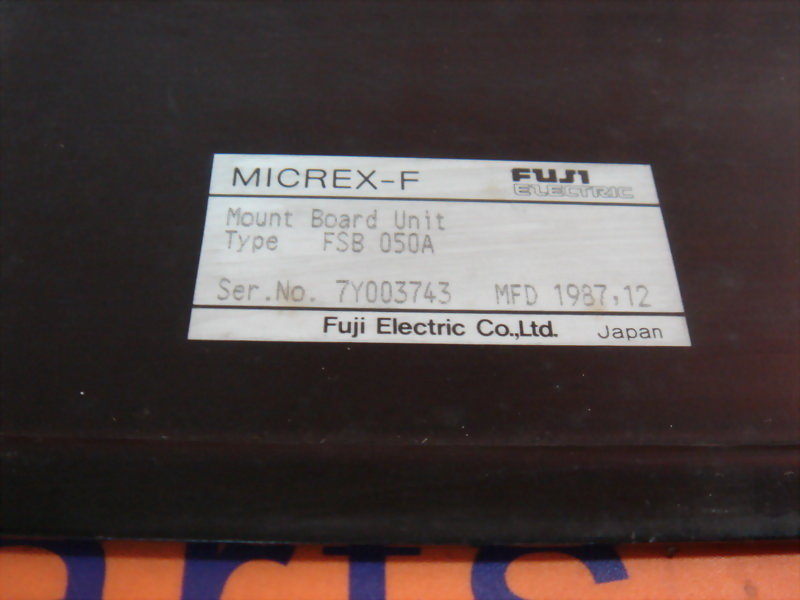 MICREX-F FUJI ELECTRIC
Mount Board Unit
Type FSB 050A
Ser.No. 7Y003743 MFD 1987,12
Fuji Electric Co.,Ltd. Japan
arts